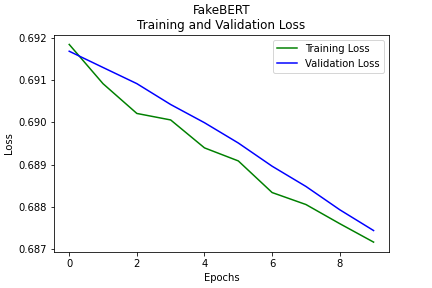 FakeBERT
Training and Validation Loss
Training Loss
Validation Loss
0.692
0.691
0.690
0.689
0.688
0.687
Loss
0 2 4 6 8
Epochs